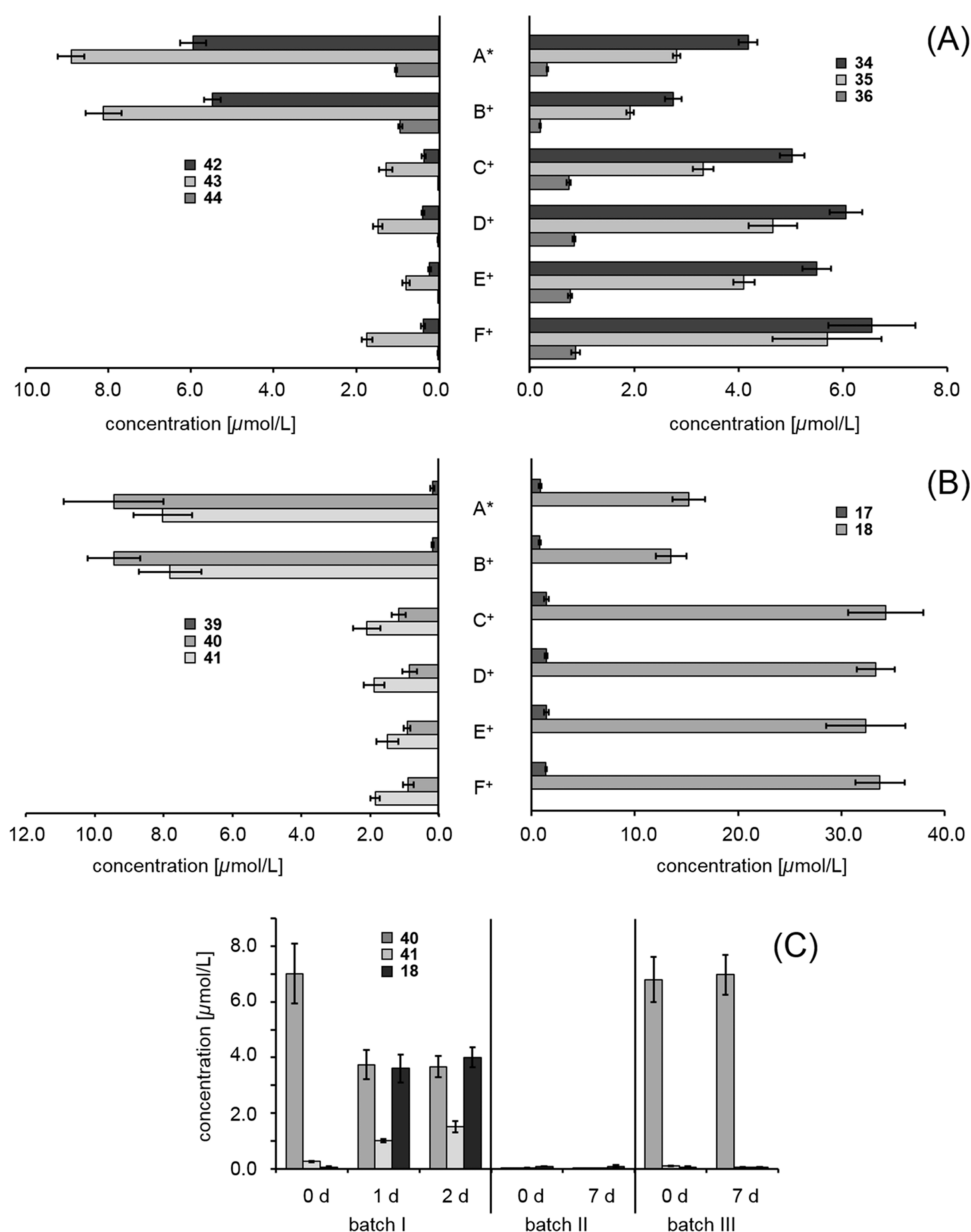 (A)
A*
B+
C+
D+
E+
F+
42
43
44
34
35
36
10.0 8.0 6.0 4.0 2.0 0.0
0.0 2.0 4.0 6.0 8.0
concentration [µmol/L]
concentration [µmol/L]
(B)
A*
B+
C+
D+
E+
F+
39
40
41
17
18
12.0 10.0 8.0 6.0 4.0 2.0 0.0
0.0 10.0 20.0 30.0 40.0
concentration [µmol/L]
concentration [µmol/L]
(C)
40
41
18
concentration [µmol/L]
8.0
6.0
4.0
2.0
0.0
0 d 1 d 2 d 0 d 7 d 0 d 7 d
batch I batch II batch III